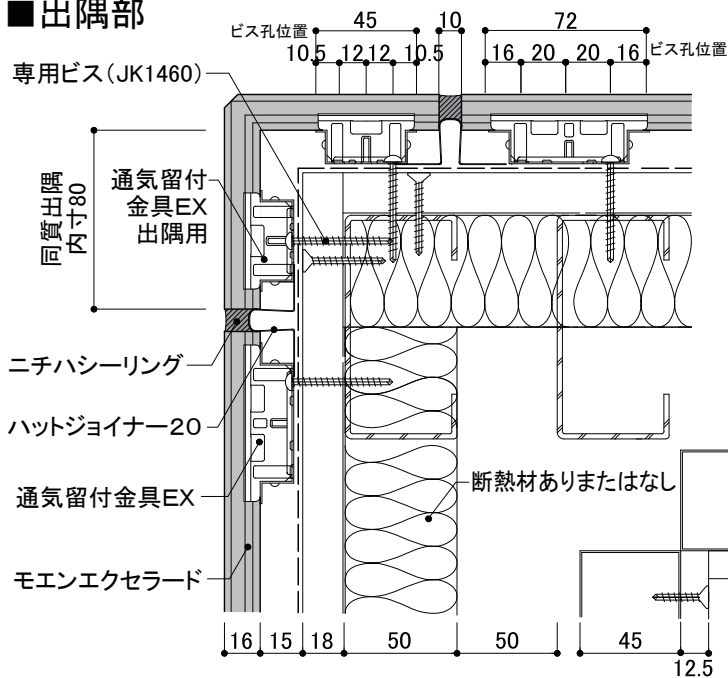 ■出隅部
ビス孔位置
45
10
72
ビス孔位置
10.5
12
12
10.5
16
20
20
16
専用ビス(JK1460)
通気留付
金具EX
出隅用
同質出隅
内寸80
ニチハシーリング
ハットジョイナー20
通気留付金具EX
断熱材ありまたはなし
モエンエクセラード
16
15
18
50
50
45
12.5